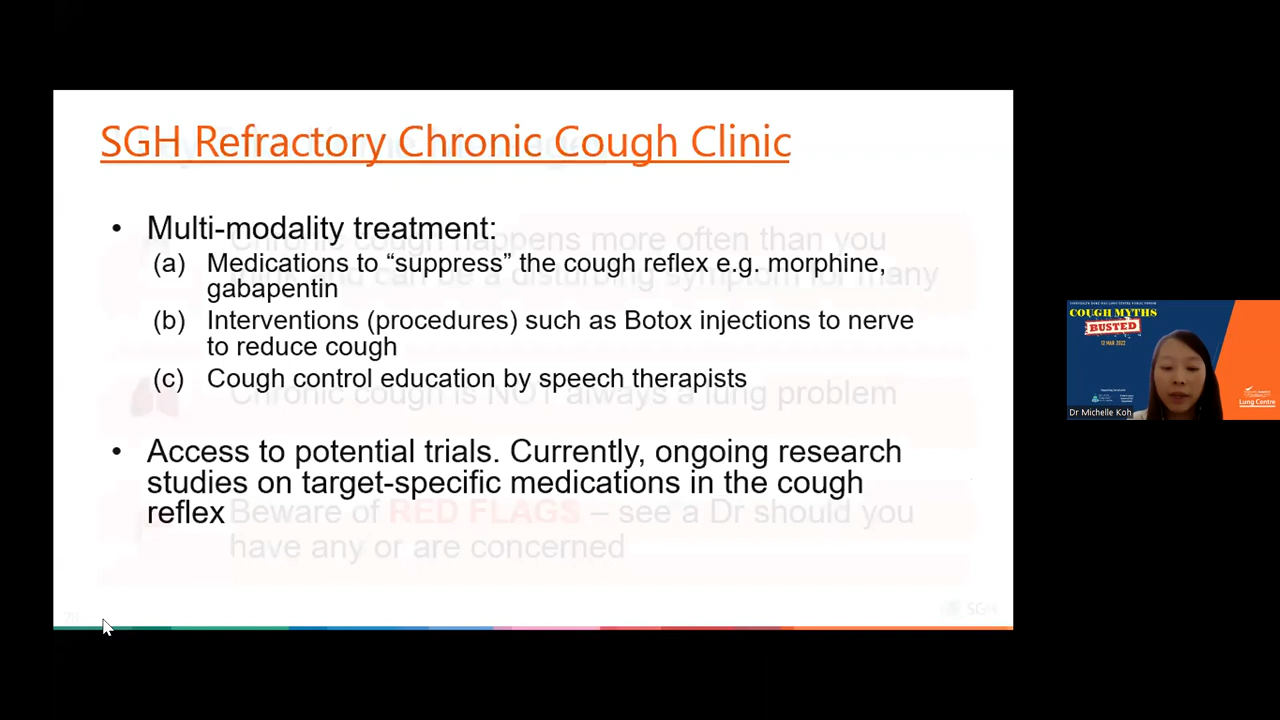 SGH Refractory Chronic Cough Clinic
• Multi-modality treatment:
(a) Medications to “suppress” the cough reflex e.g. morphine,
gabapentin
(b) Interventions (procedures) such as Botox injections to nerve
to reduce cough
(c) Cough control education by speech therapists
• Access to potential trials. Currently, ongoing research
studies on target-specific medications in the cough
reflex
Chronic cough happens more often than you
and can be a disturbing symptom for many
Chronic cough is NOT always a lung problem
Beware of RED FLAGS – see a Dr should you
have any or are concerned
SGH
COUGH MYTHS
BUSTED
12 MAR 2022
Lung Centre
Dr Michelle Koh